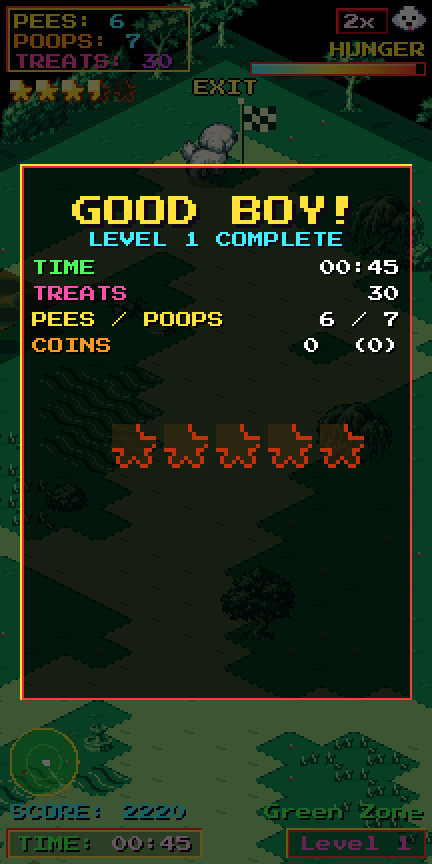 PEES: 6
POOPS: 7
TREATS: 30
2x
HUNGER
EXIT
GOOD BOY!
LEVEL 1 COMPLETE
TIME 00:45
TREATS 30
PEES / POOPS 6 / 7
COINS 0 (0)
SCORE: 2220
Green Zone
TIME: 00:45
Level 1